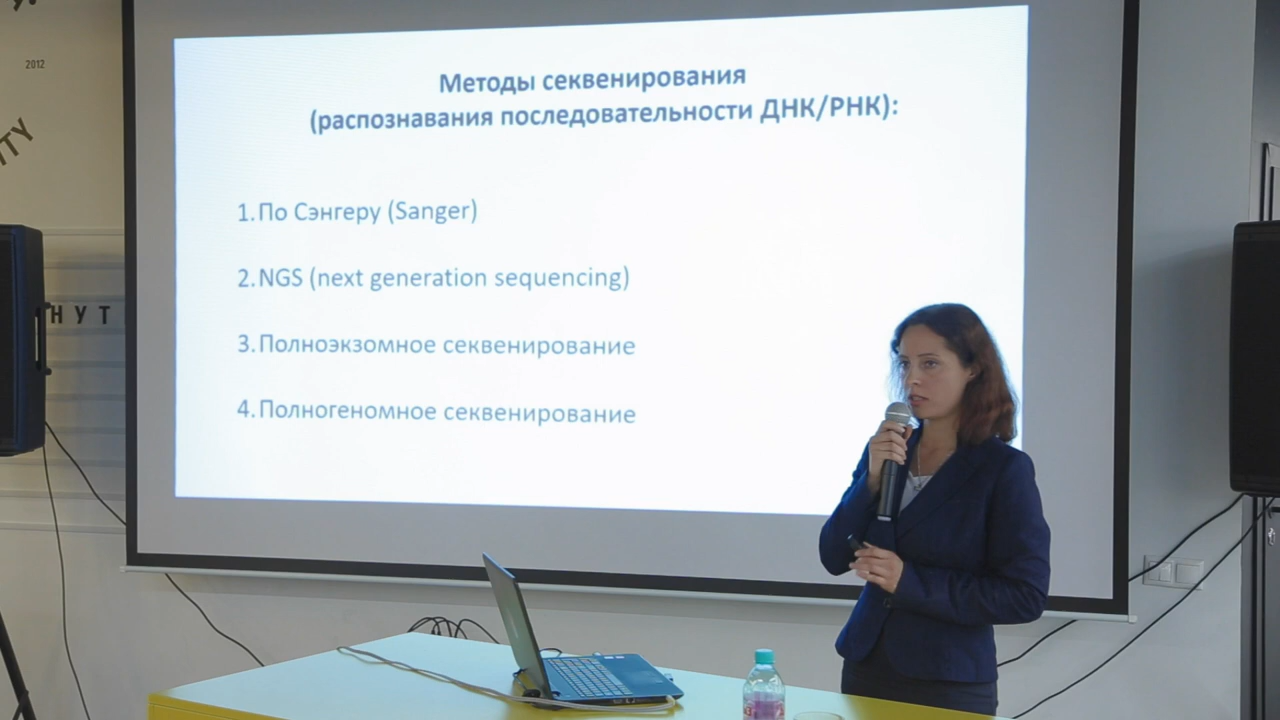 2012
ITY
НУТ
Методы секвенирования
(распознавания последовательности ДНК/РНК):
1. По Сэнгеру (Sanger)
2. NGS (next generation sequencing)
3. Полноэкзомное секвенирование
4. Полногеномное секвенирование